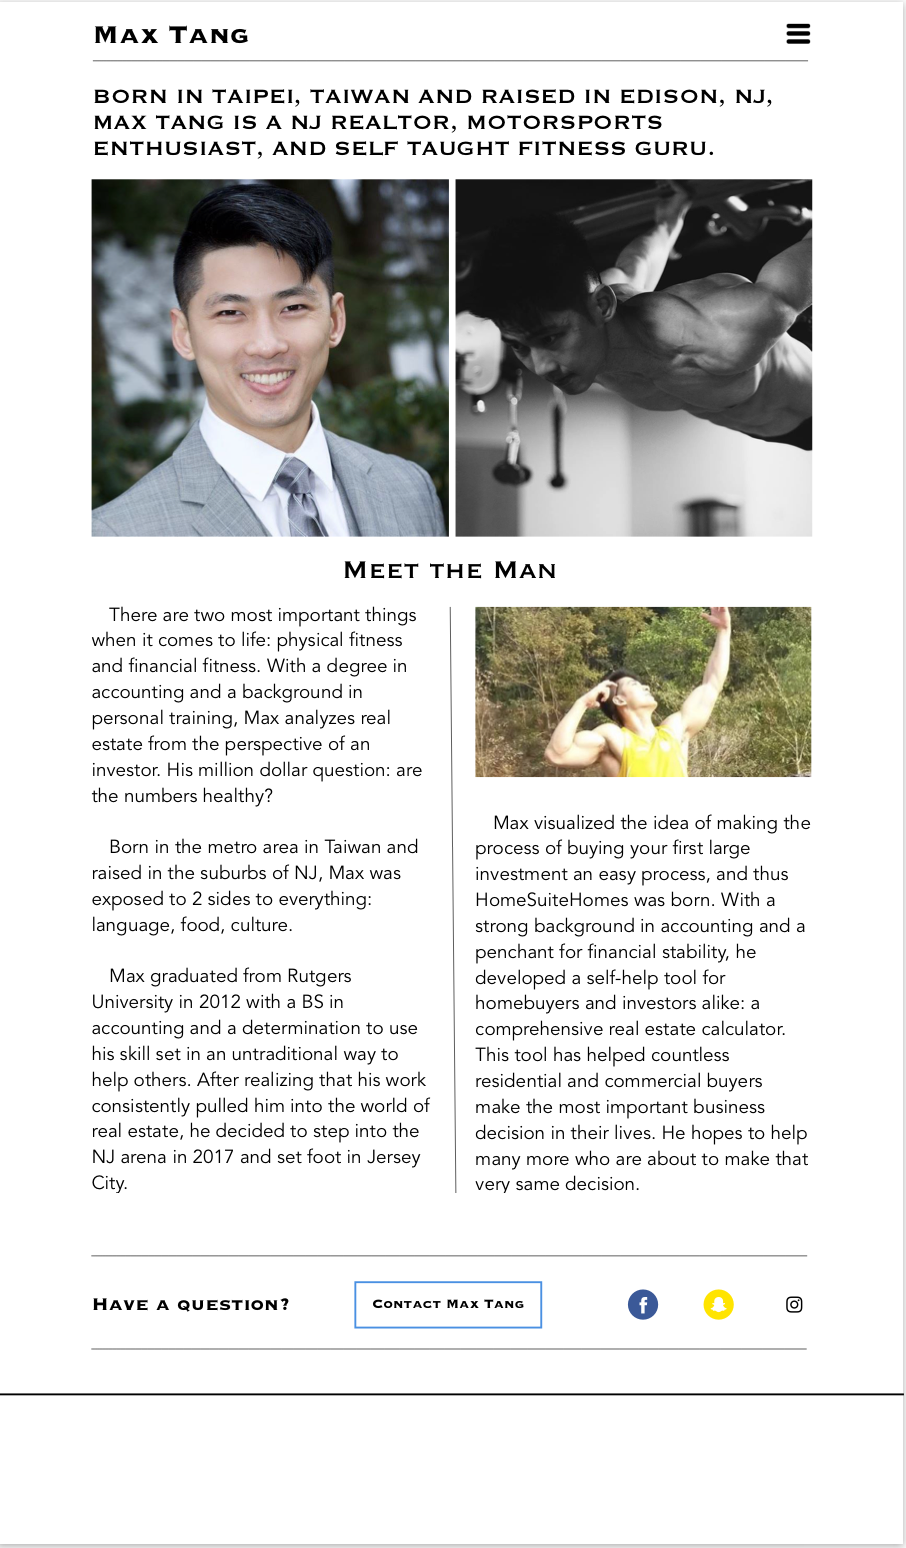 Max Tang
BORN IN TAIPEI, TAIWAN AND RAISED IN EDISON, NJ,
MAX TANG IS A NJ REALTOR, MOTORSPORTS
ENTHUSIAST, AND SELF TAUGHT FITNESS GURU.
Meet the Man
There are two most important things
when it comes to life: physical fitness
and financial fitness. With a degree in
accounting and a background in
personal training, Max analyzes real
estate from the perspective of an
investor. His million dollar question: are
the numbers healthy?
Born in the metro area in Taiwan and
raised in the suburbs of NJ, Max was
exposed to 2 sides to everything:
language, food, culture.
Max graduated from Rutgers
University in 2012 with a BS in
accounting and a determination to use
his skill set in an untraditional way to
help others. After realizing that his work
consistently pulled him into the world of
real estate, he decided to step into the
NJ arena in 2017 and set foot in Jersey
City.
Max visualized the idea of making the
process of buying your first large
investment an easy process, and thus
HomeSuiteHomes was born. With a
strong background in accounting and a
penchant for financial stability, he
developed a self-help tool for
homebuyers and investors alike: a
comprehensive real estate calculator.
This tool has helped countless
residential and commercial buyers
make the most important business
decision in their lives. He hopes to help
many more who are about to make that
very same decision.
Have a question?
Contact Max Tang